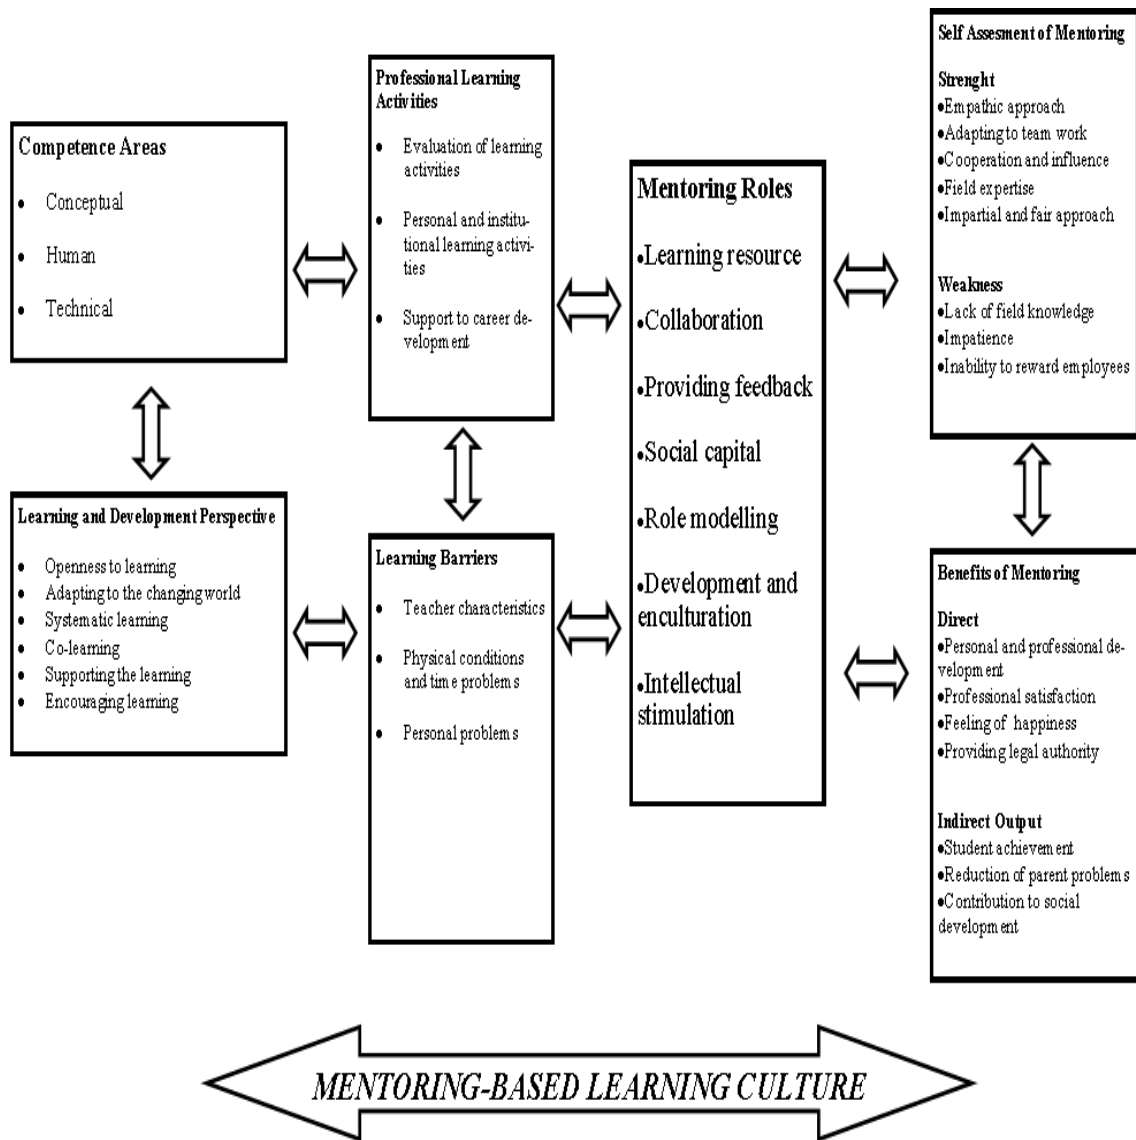 Competence Areas
• Conceptual
• Human
• Technical
Learning and Development Perspective
• Openness to learning
• Adapting to the changing world
• Systematic learning
• Co-learning
• Supporting the learning
• Encouraging learning
Professional Learning
Activities
• Evaluation of learning
activities
• Personal and institu-
tional learning activi-
ties
• Support to career de-
velopment
Learning Barriers
• Teacher characteristics
• Physical conditions
and time problems
• Personal problems
Mentoring Roles
•Learning resource
•Collaboration
•Providing feedback
•Social capital
•Role modelling
•Development and
enculturation
•Intellectual
stimulation
Self Assesment of Mentoring
Strenght
•Empathic approach
•Adapting to team work
•Cooperation and influence
•Field expertise
•Impartial and fair approach
Weakness
•Lack of field knowledge
•Impatience
•Inability to reward employees
Benefits of Mentoring
Direct
•Personal and professional de-
velopment
•Professional satisfaction
•Feeling of happiness
•Providing legal authority
Indirect Output
•Student achievement
•Reduction of parent problems
•Contribution to social
development
MENTORING-BASED LEARNING CULTURE